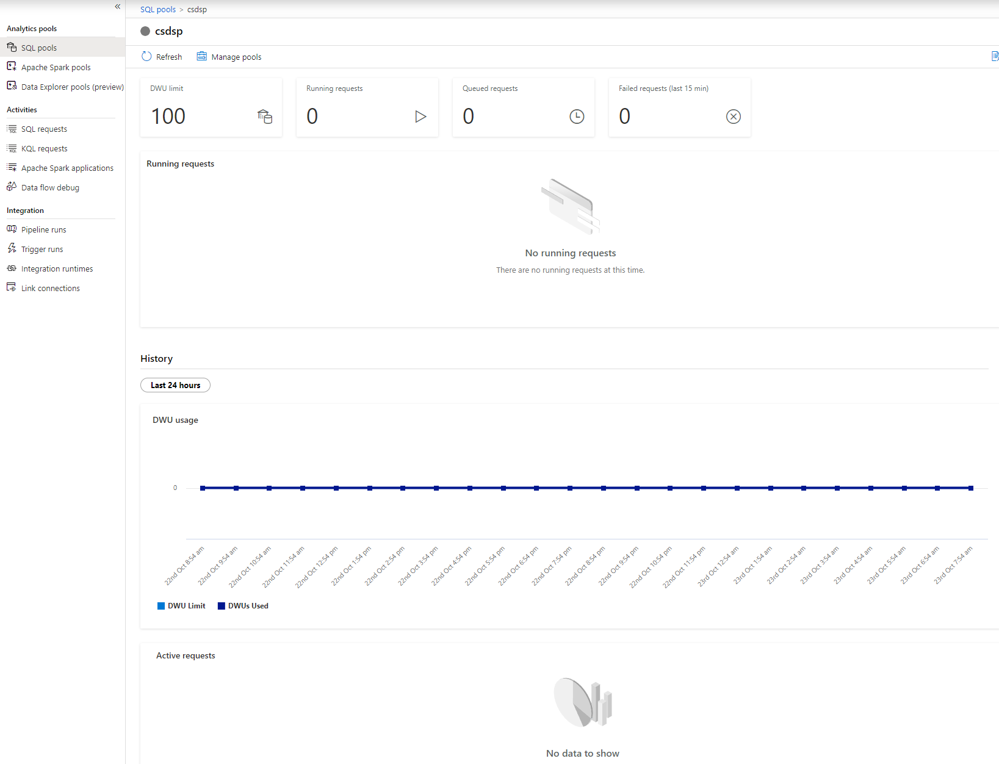 «
SQL pools > csdsp
Analytics pools
csdsp
SQL pools
Refresh Manage pools
Apache Spark pools
Data Explorer pools (preview)
DWU limit Running requests Queued requests Failed requests (last 15 min)
100 0 0 0
Activities
SQL requests
KQL requests
Apache Spark applications
Data flow debug
Integration
Pipeline runs
Trigger runs
Integration runtimes
Link connections
Running requests
No running requests
There are no running requests at this time.
History
Last 24 hours
DWU usage
0
22nd Oct 8:54 am
22nd Oct 9:54 am
22nd Oct 10:54 am
22nd Oct 11:54 am
22nd Oct 12:54 pm
22nd Oct 1:54 pm
22nd Oct 2:54 pm
22nd Oct 3:54 pm
22nd Oct 4:54 pm
22nd Oct 5:54 pm
22nd Oct 6:54 pm
22nd Oct 7:54 pm
22nd Oct 8:54 pm
22nd Oct 9:54 pm
22nd Oct 10:54 pm
22nd Oct 11:54 pm
23rd Oct 12:54 am
23rd Oct 1:54 am
23rd Oct 2:54 am
23rd Oct 3:54 am
23rd Oct 4:54 am
23rd Oct 5:54 am
23rd Oct 6:54 am
23rd Oct 7:54 am
DWU Limit DWUs Used
Active requests
No data to show